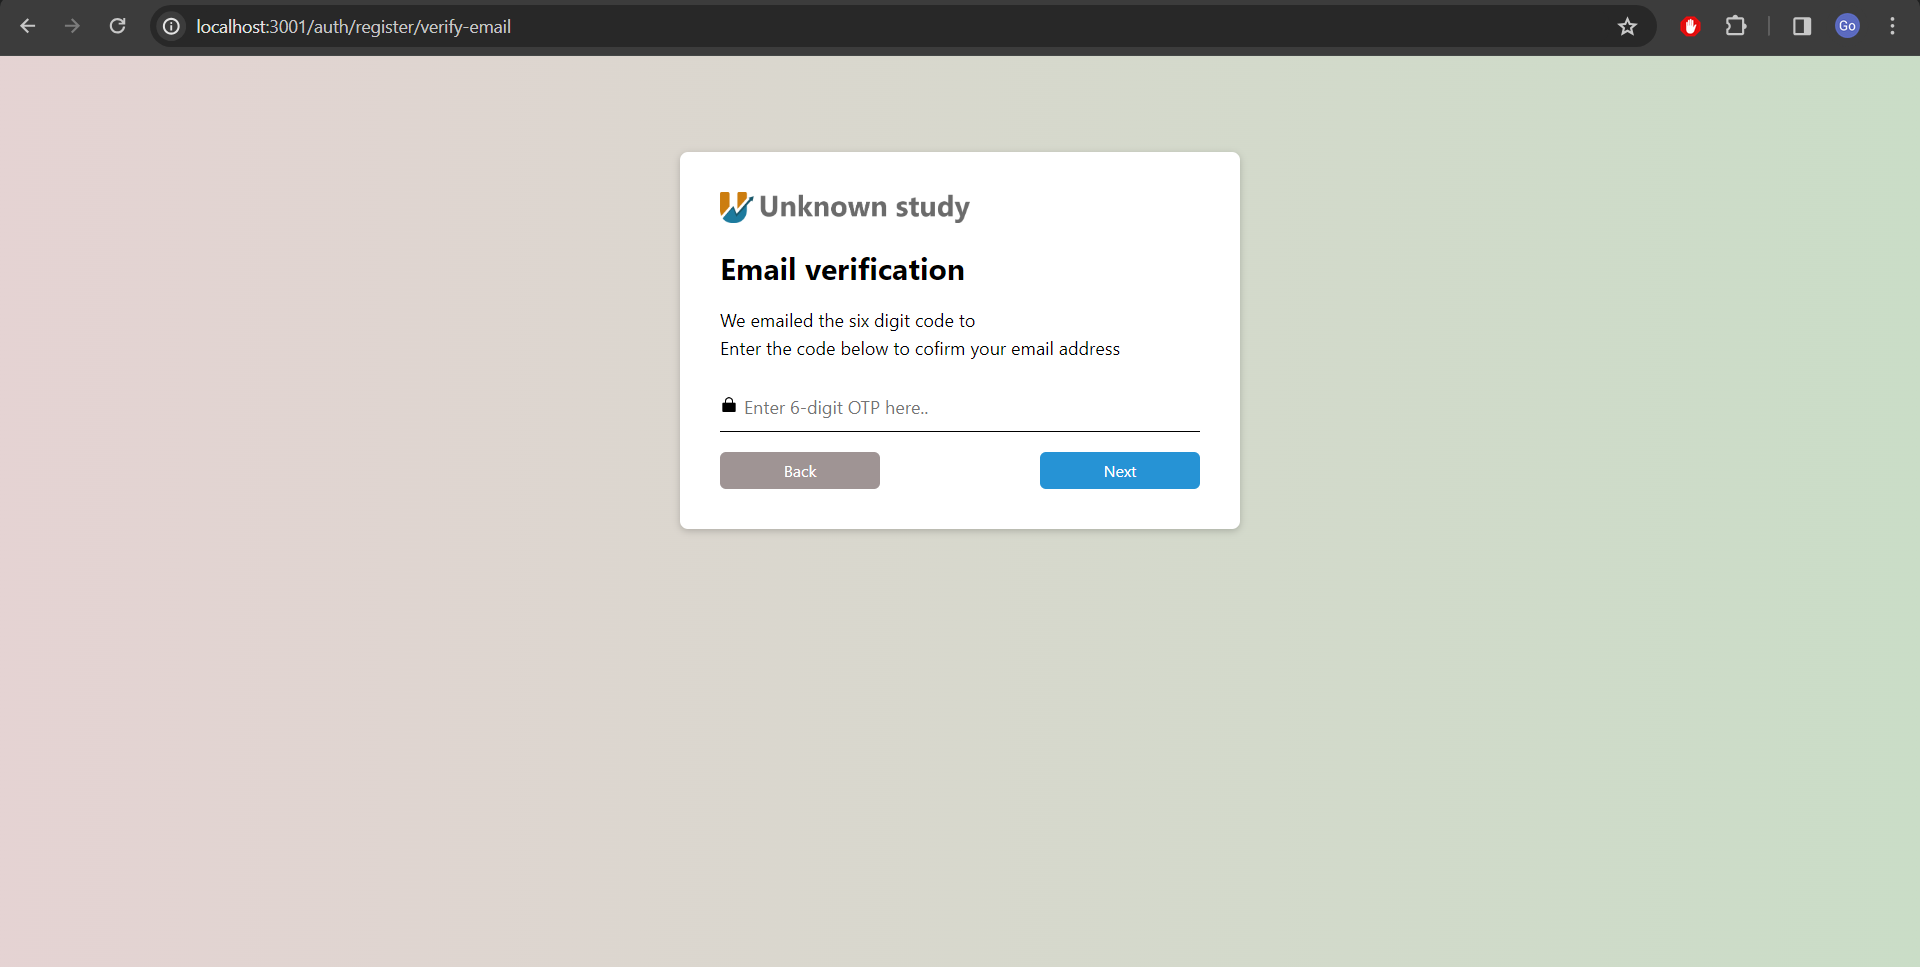 localhost:3001/auth/register/verify-email
Go
Unknown study
Email verification
We emailed the six digit code to
Enter the code below to cofirm your email address
Enter 6-digit OTP here..
Back
Next